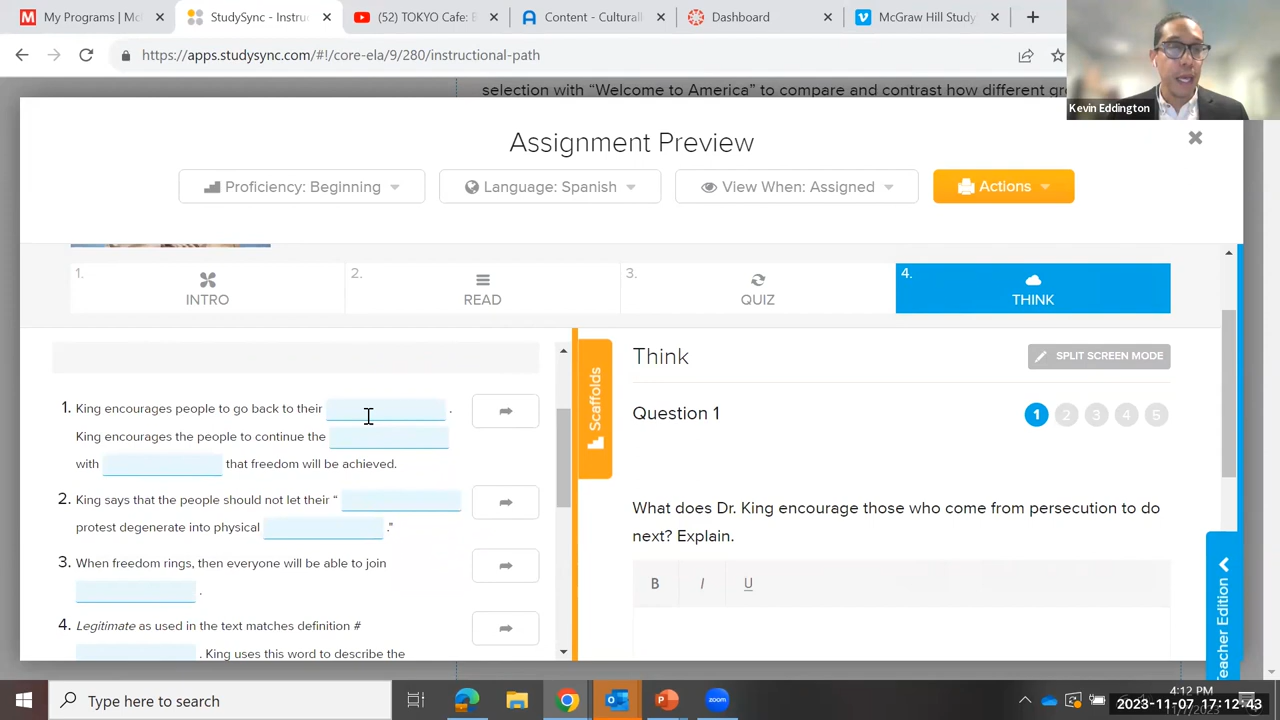 My Programs | Mc
StudySync - Instruc
(52) TOKYO Cafe: B
Content - Culturall
Dashboard
McGraw Hill Study
https://apps.studysync.com/#!/core-ela/9/280/instructional-path
selection with “Welcome to America” to compare and contrast how different gr
Kevin Eddington
Assignment Preview
Proficiency: Beginning
Language: Spanish
View When: Assigned
Actions
1. INTRO
2. READ
3. QUIZ
4. THINK
1. King encourages people to go back to their .
King encourages the people to continue the
with that freedom will be achieved.
2. King says that the people should not let their “
protest degenerate into physical .”
3. When freedom rings, then everyone will be able to join
.
4. Legitimate as used in the text matches definition #
. King uses this word to describe the
Scaffolds
Think
SPLIT SCREEN MODE
Question 1
1 2 3 4 5
What does Dr. King encourage those who come from persecution to do
next? Explain.
B I U
Teacher Edition
Type here to search
zoom
4:12 PM
2023-11-07 17:12:43